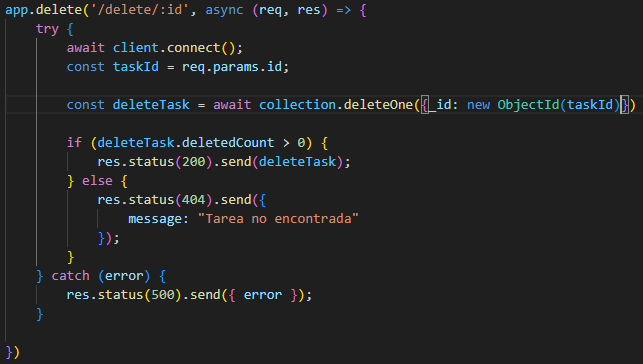 app.delete('/delete/:id', async (req, res) => {
    try {
        await client.connect();
        const taskId = req.params.id;

        const deleteTask = await collection.deleteOne({_id: new ObjectId(taskId)})

        if (deleteTask.deletedCount > 0) {
            res.status(200).send(deleteTask);
        } else {
            res.status(404).send({
                message: "Tarea no encontrada"
            });
        }
    } catch (error) {
        res.status(500).send({ error });
    }

})